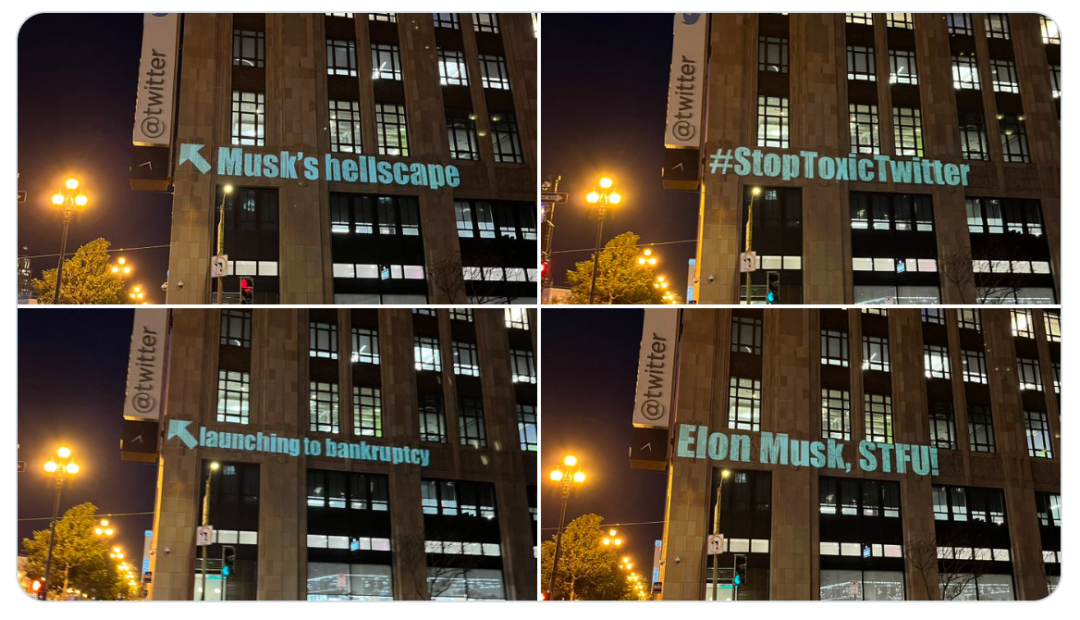 @twitter
Musk's hellscape
@twitter
#StopToxicTwitter
@twitter
launching to bankruptcy
@twitter
Elon Musk, STFU!